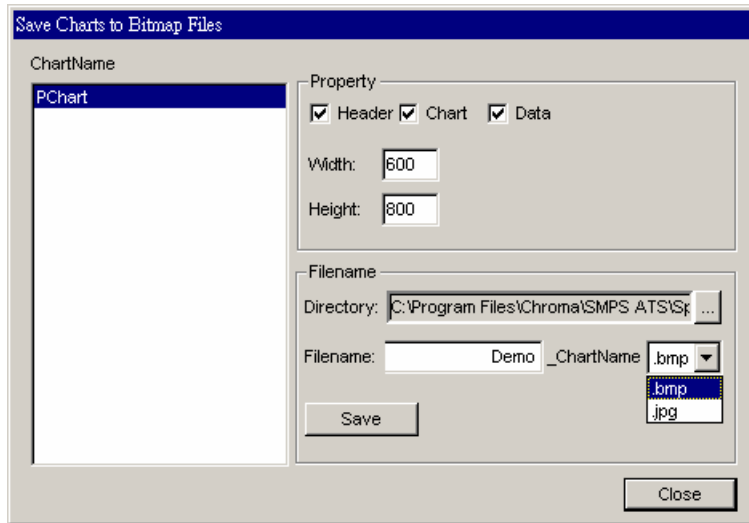 Save Charts to Bitmap Files
ChartName
PChart
Property
Header Chart Data
Width: 600
Height: 800
Filename
Directory: C:\Program Files\Chroma\SMPS ATS\Sp ...
Filename: Demo _ChartName .bmp
.bmp
.jpg
Save
Close